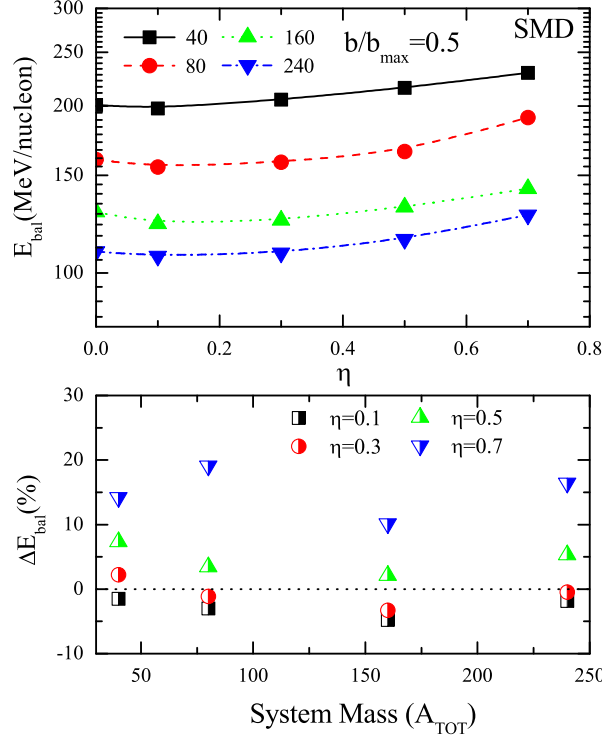 300
SMD
40
160
b/b_max=0.5
80
240
200
150
100
E_bal(MeV/nucleon)
0.0
0.2
0.4
0.6
0.8
η
30
η=0.1
η=0.5
η=0.3
η=0.7
20
10
0
-10
ΔE_bal(%)
50
100
150
200
250
System Mass (A_TOT)